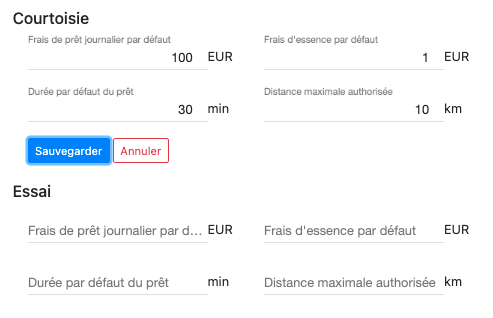 Courtoisie
Frais de prêt journalier par défaut Frais d'essence par défaut
100 EUR 1 EUR
Durée par défaut du prêt Distance maximale authorisée
30 min 10 km
Sauvegarder Annuler
Essai
Frais de prêt journalier par d... EUR Frais d'essence par défaut EUR
Durée par défaut du prêt min Distance maximale authorisée km